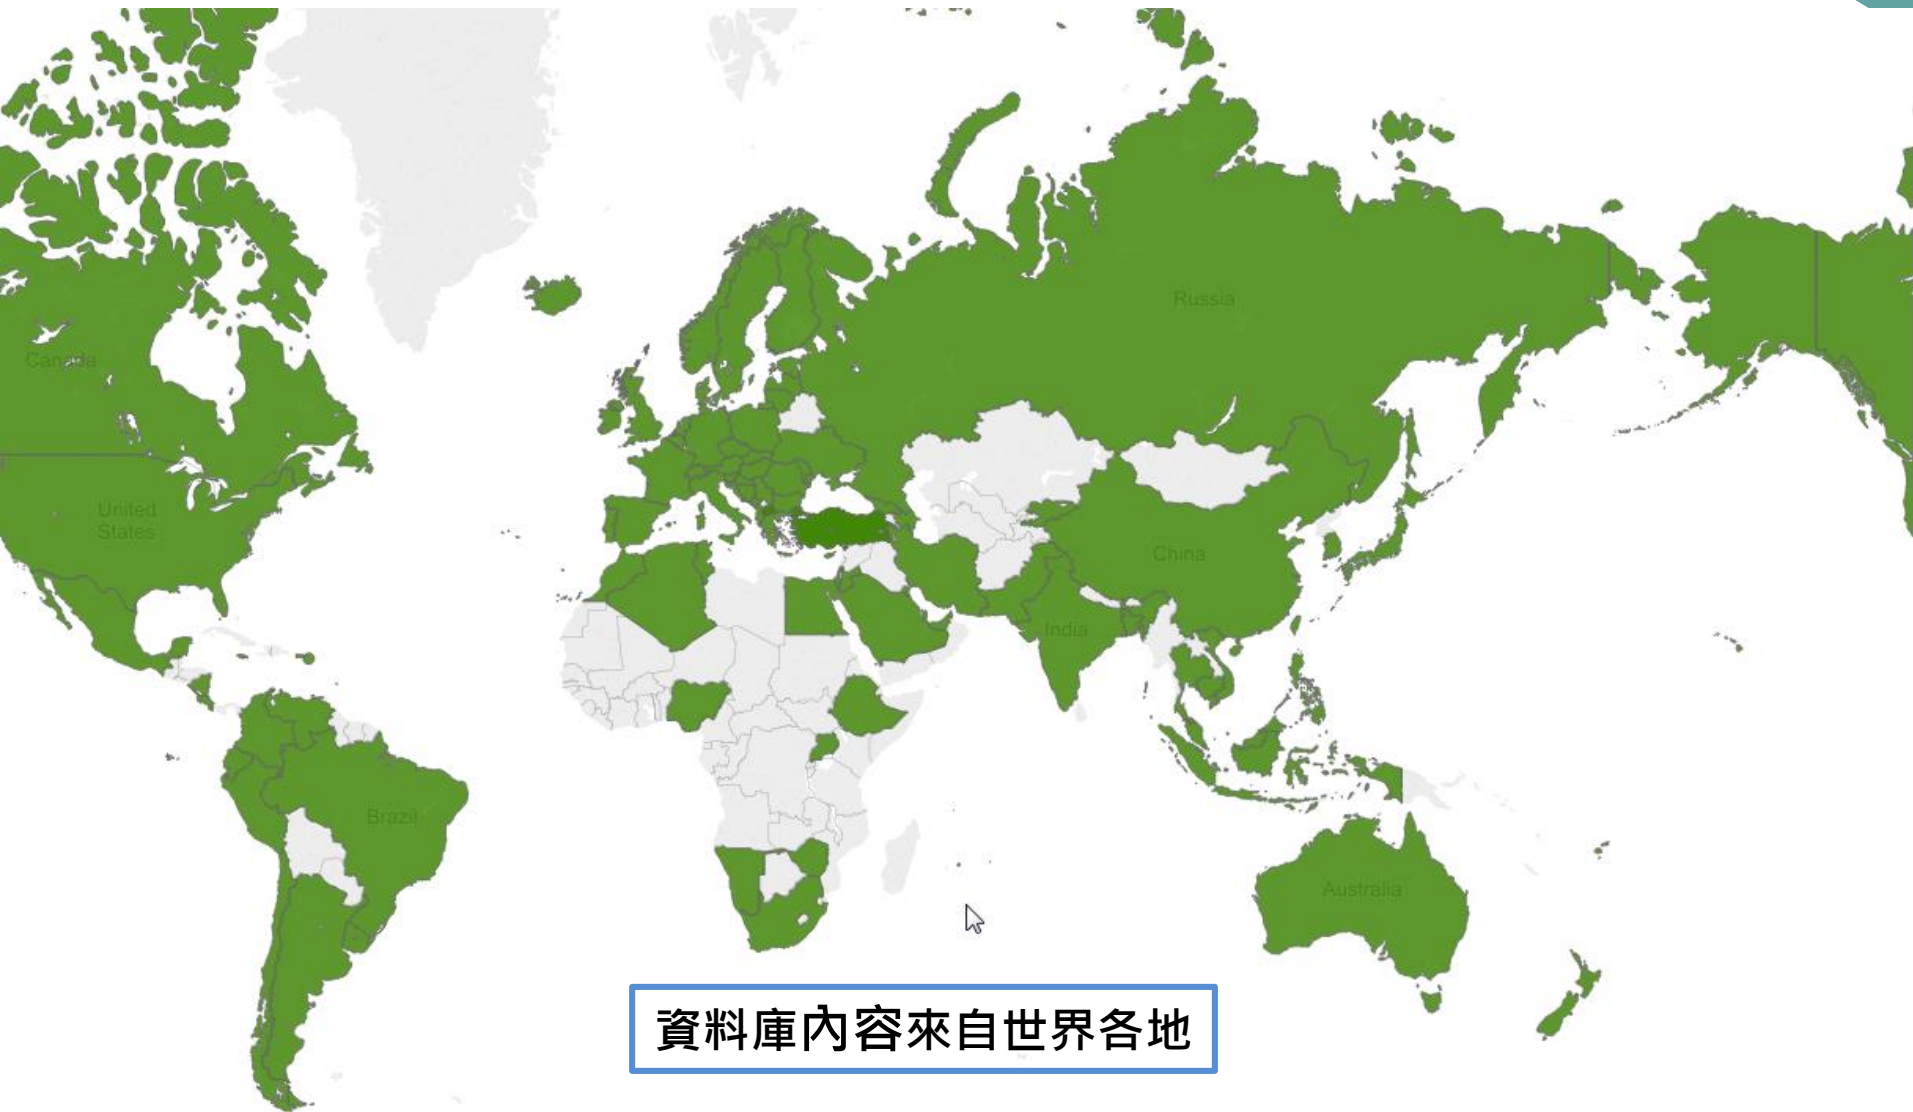 Russia
Canada
United
States
China
India
Brazil
Australia
資料庫內容來自世界各地